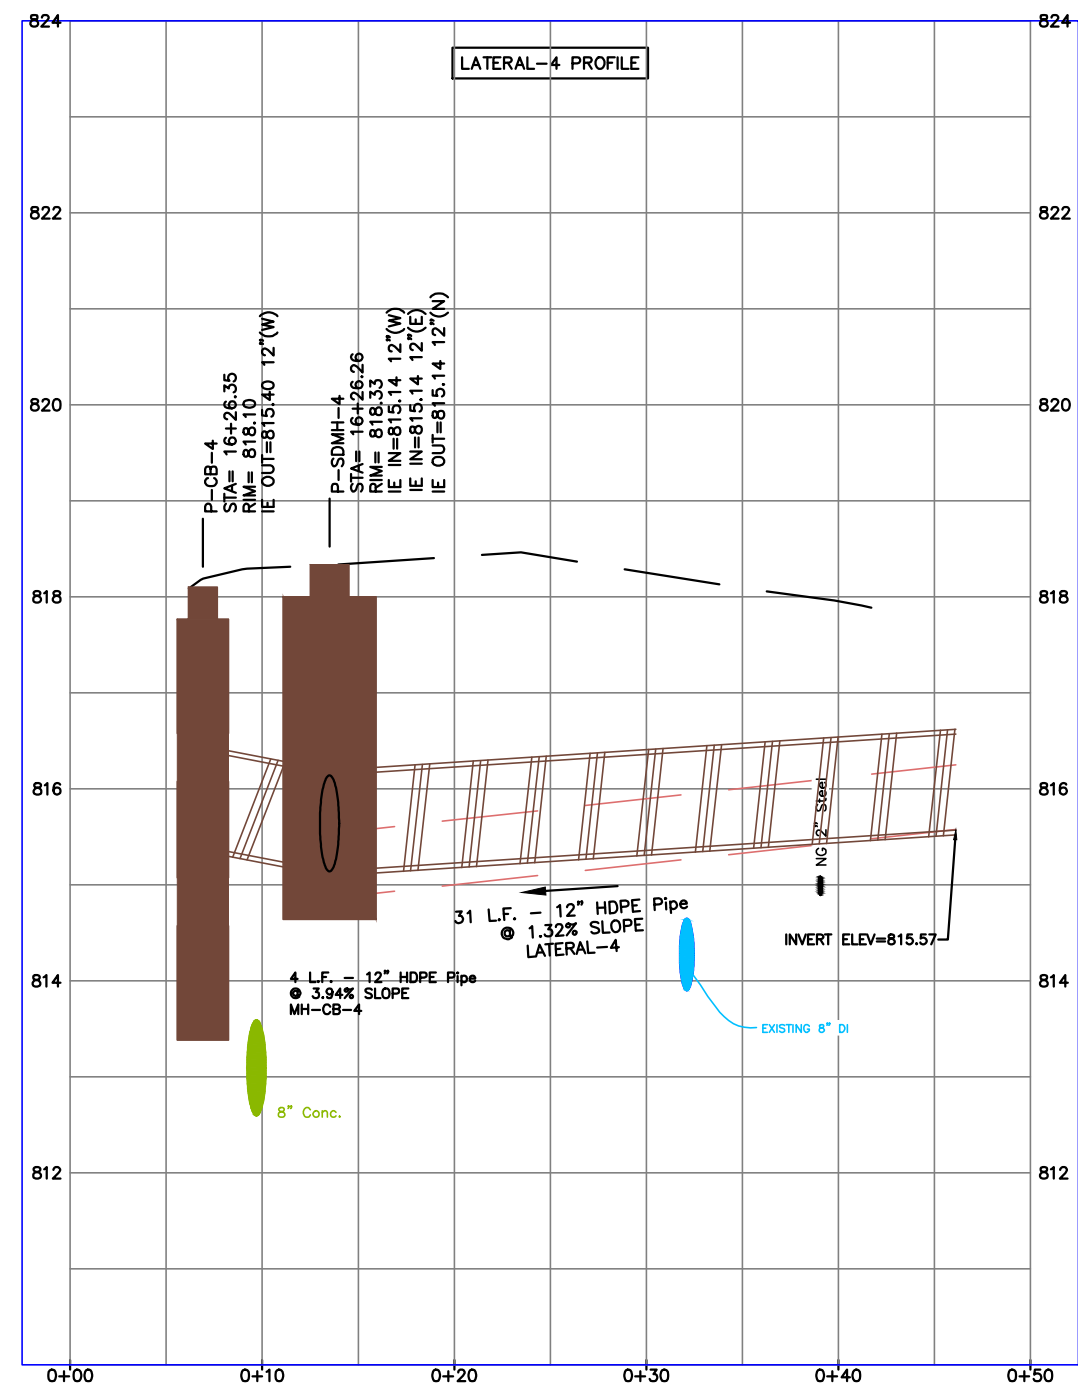 824
824
LATERAL-4 PROFILE
822
822
820
820
P-CB-4
STA= 16+26.35
RIM= 818.10
IE OUT=815.40 12"(W)
P-SDMH-4
STA= 16+26.26
RIM= 818.33
IE IN=815.14 12"(W)
IE IN=815.14 12"(E)
IE OUT=815.14 12"(N)
818
818
816
816
NG 2" Steel
31 L.F. - 12" HDPE Pipe
@ 1.32% SLOPE
LATERAL-4
INVERT ELEV=815.57
814
814
4 L.F. - 12" HDPE Pipe
@ 3.94% SLOPE
MH-CB-4
EXISTING 8" DI
8" Conc.
812
812
0+00
0+10
0+20
0+30
0+40
0+50